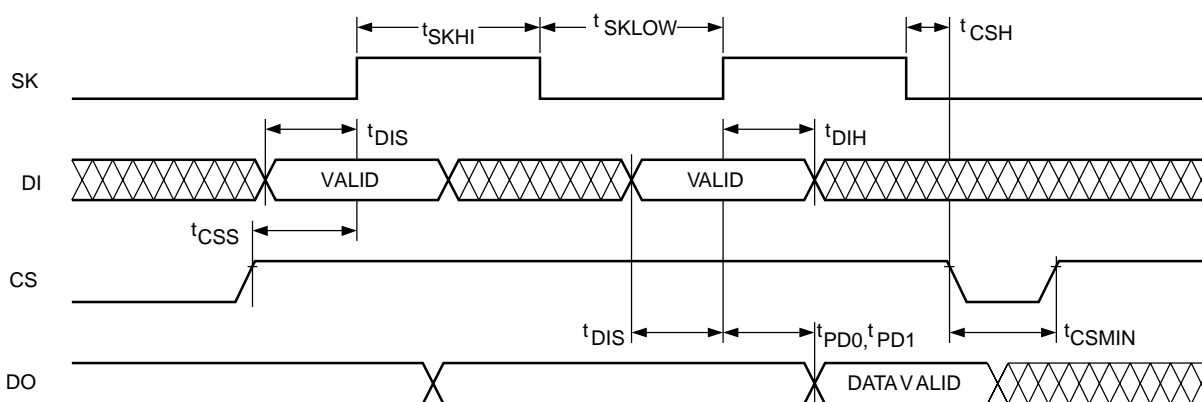 tSKHI
tSKLOW
tCSH
SK
tDIS
tDIH
DI
VALID
VALID
tCSS
CS
tDIS
tPD0,tPD1
tCSMIN
DO
DATA VALID